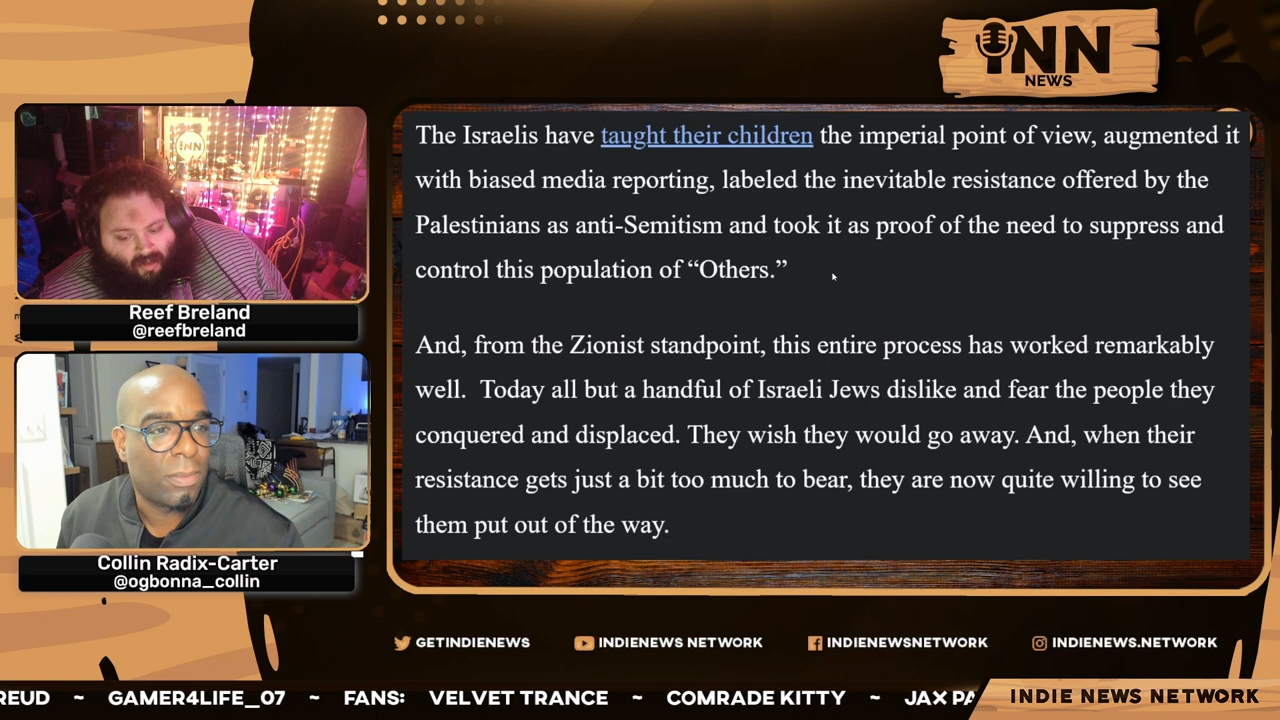 iNN
NEWS
iNN
The Israelis have taught their children the imperial point of view, augmented it
with biased media reporting, labeled the inevitable resistance offered by the
Palestinians as anti-Semitism and took it as proof of the need to suppress and
control this population of “Others.”
And, from the Zionist standpoint, this entire process has worked remarkably
well.  Today all but a handful of Israeli Jews dislike and fear the people they
conquered and displaced. They wish they would go away. And, when their
resistance gets just a bit too much to bear, they are now quite willing to see
them put out of the way.
Reef Breland
@reefbreland
Collin Radix-Carter
@ogbonna_collin
GETINDIENEWS
INDIENEWS NETWORK
INDIENEWSNETWORK
INDIENEWS.NETWORK
REUD ~ GAMER4LIFE_07 ~ FANS: VELVET TRANCE ~ COMRADE KITTY ~ JAX PA
INDIE NEWS NETWORK